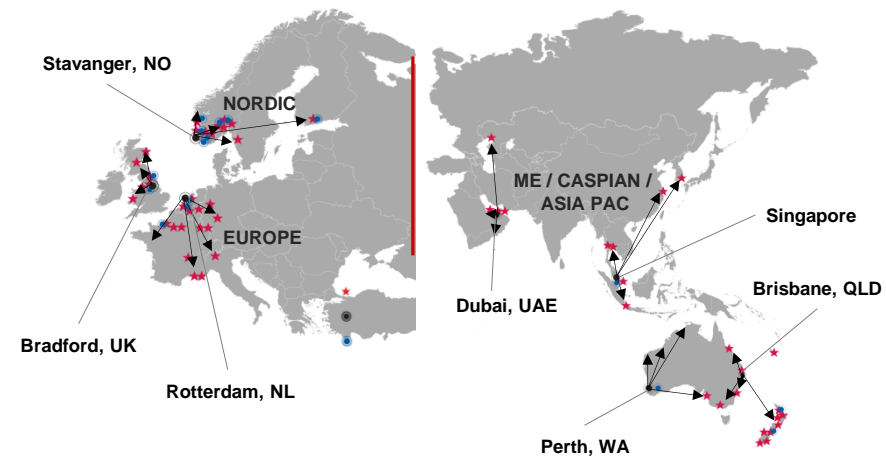 Stavanger, NO
NORDIC
EUROPE
Bradford, UK
Rotterdam, NL
ME / CASPIAN /
ASIA PAC
Singapore
Dubai, UAE
Brisbane, QLD
Perth, WA